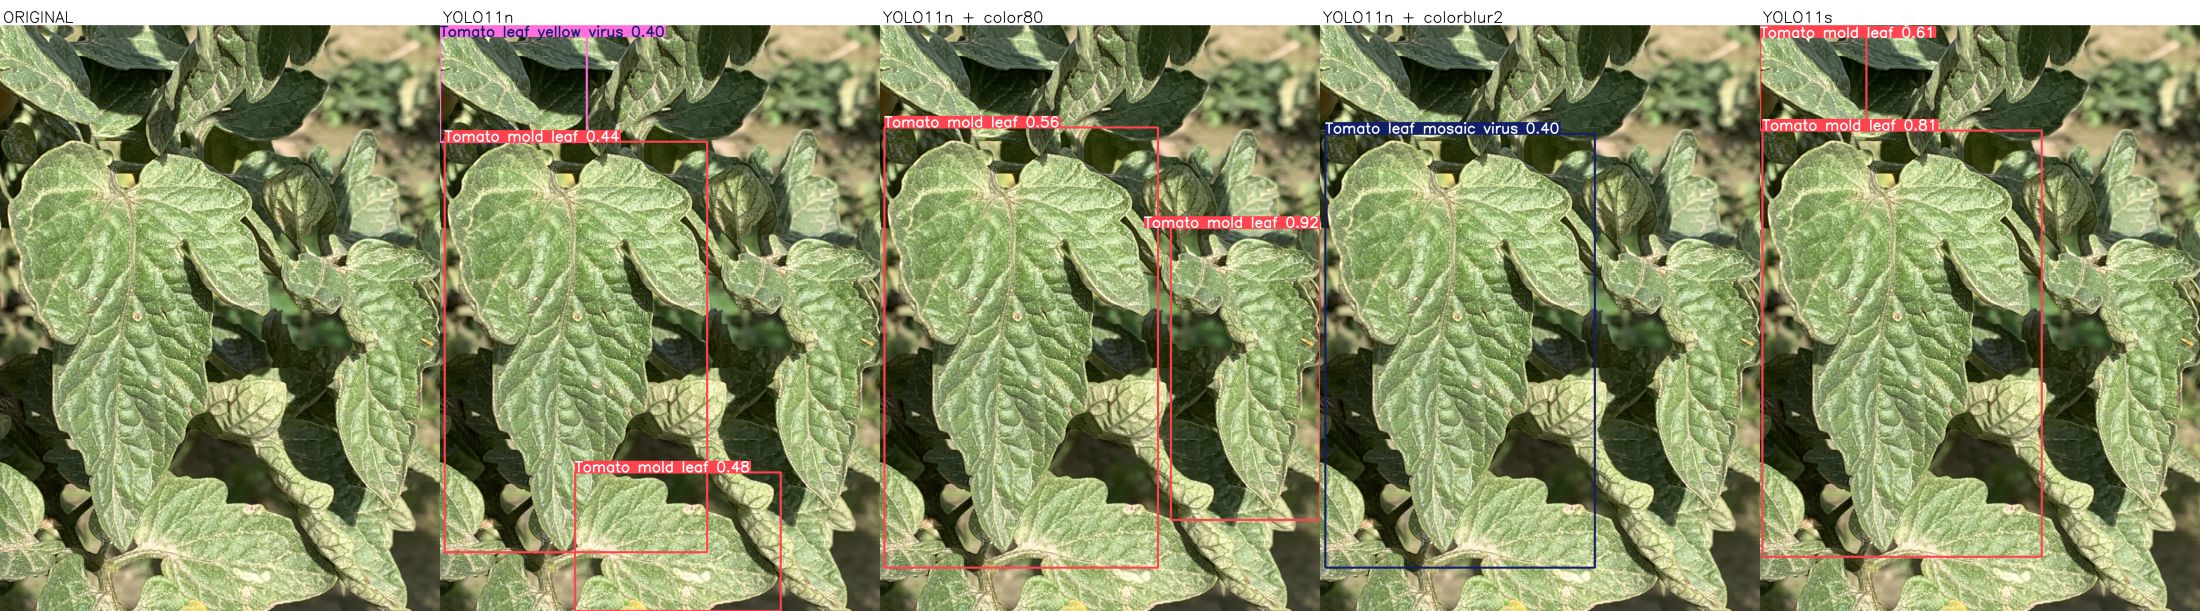 ORIGINAL
YOLO11n
YOLO11n + color80
YOLO11n + colorblur2
YOLO11s
Tomato leaf yellow virus 0.40
Tomato mold leaf 0.44
Tomato mold leaf 0.48
Tomato mold leaf 0.56
Tomato mold leaf 0.92
Tomato leaf mosaic virus 0.40
Tomato mold leaf 0.61
Tomato mold leaf 0.81